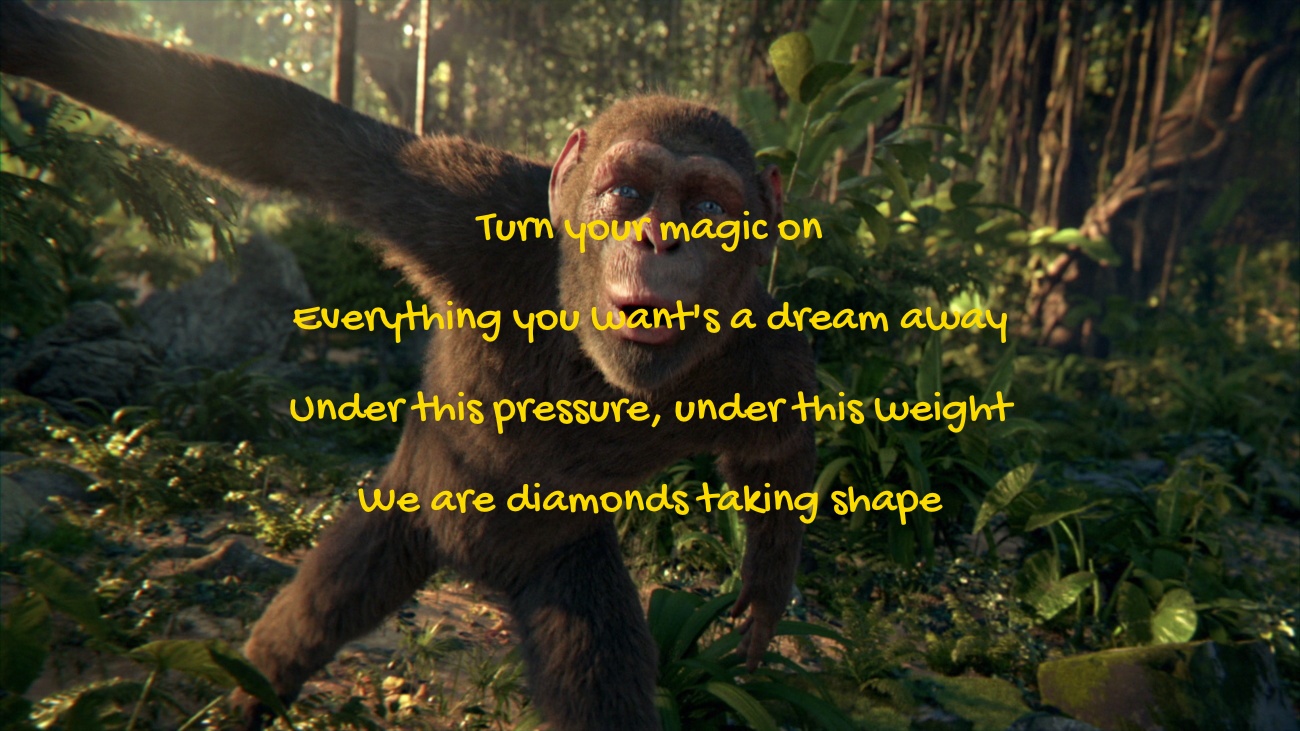 Turn your magic on
Everything you want's a dream away
Under this pressure, under this weight
We are diamonds taking shape